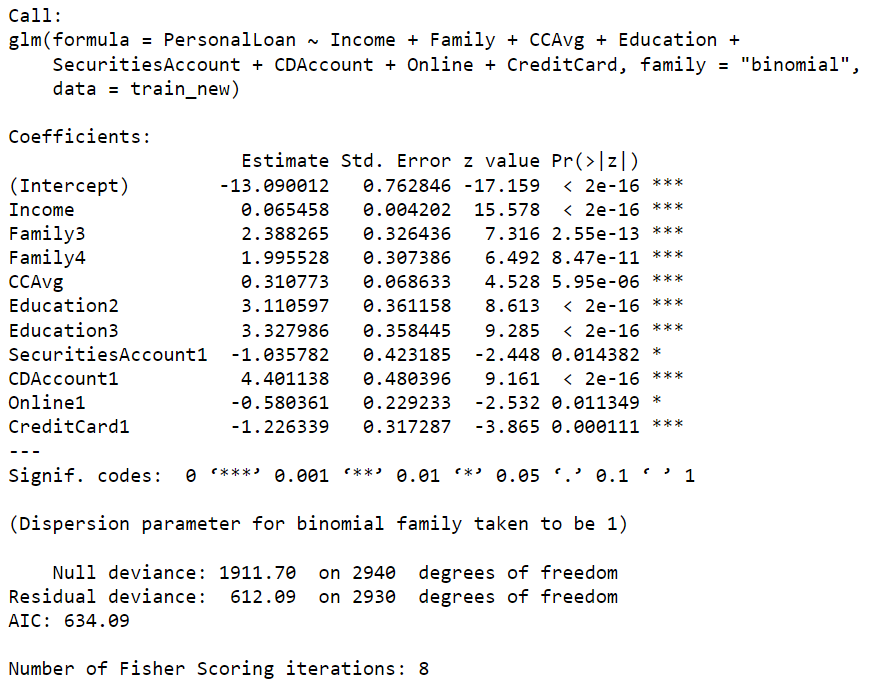 Call:
glm(formula = PersonalLoan ~ Income + Family + CCAvg + Education +
    SecuritiesAccount + CDAccount + Online + CreditCard, family = "binomial",
    data = train_new)

Coefficients:
                     Estimate Std. Error z value Pr(>|z|)
(Intercept)        -13.090012   0.762846 -17.159  < 2e-16 ***
Income               0.065458   0.004202  15.578  < 2e-16 ***
Family3              2.388265   0.326436   7.316 2.55e-13 ***
Family4              1.995528   0.307386   6.492 8.47e-11 ***
CCAvg                0.310773   0.068633   4.528 5.95e-06 ***
Education2           3.110597   0.361158   8.613  < 2e-16 ***
Education3           3.327986   0.358445   9.285  < 2e-16 ***
SecuritiesAccount1  -1.035782   0.423185  -2.448 0.014382 *
CDAccount1           4.401138   0.480396   9.161  < 2e-16 ***
Online1             -0.580361   0.229233  -2.532 0.011349 *
CreditCard1         -1.226339   0.317287  -3.865 0.000111 ***
---
Signif. codes:  0 ‘***’ 0.001 ‘**’ 0.01 ‘*’ 0.05 ‘.’ 0.1 ‘ ’ 1

(Dispersion parameter for binomial family taken to be 1)

    Null deviance: 1911.70  on 2940  degrees of freedom
Residual deviance:  612.09  on 2930  degrees of freedom
AIC: 634.09

Number of Fisher Scoring iterations: 8